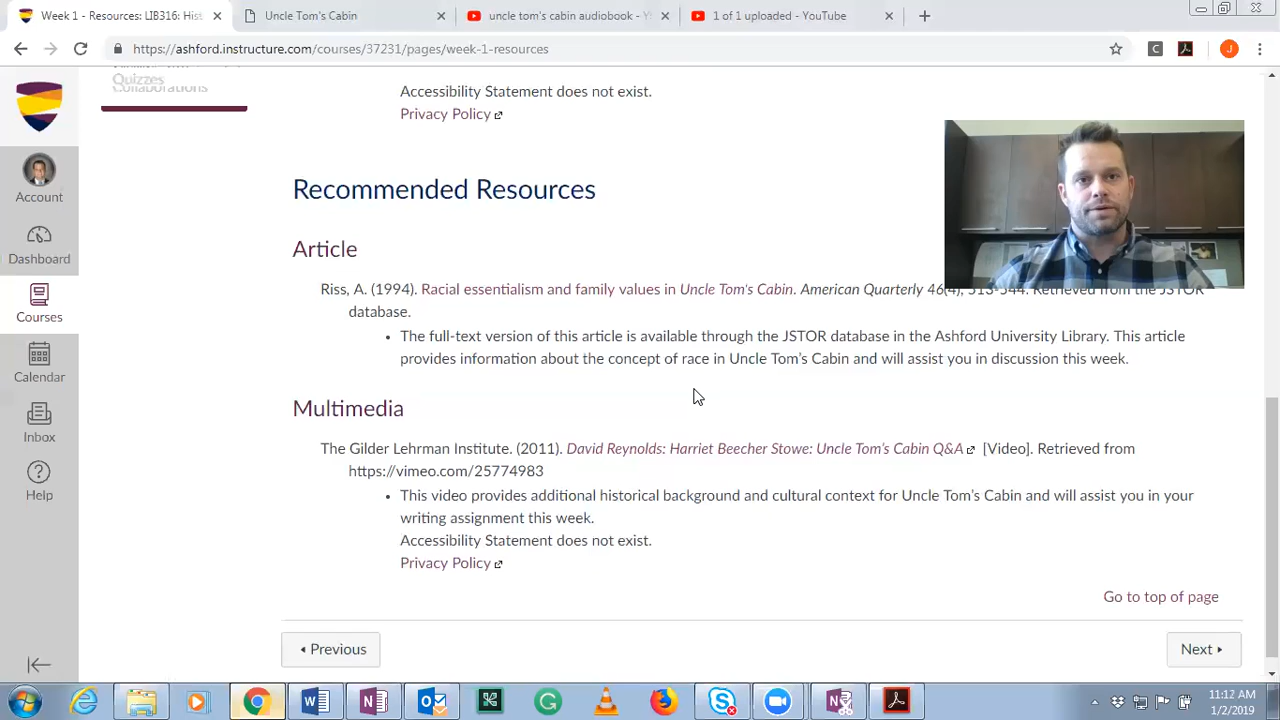 Week 1 - Resources: LIB316: His
Uncle Tom's Cabin
uncle tom's cabin audiobook - Y
1 of 1 uploaded - YouTube
https://ashford.instructure.com/courses/37231/pages/week-1-resources
C
J
Quizzes
Collaborations
Account
Dashboard
Courses
Calendar
Inbox
Help
Accessibility Statement does not exist.
Privacy Policy
Recommended Resources
Article
Riss, A. (1994). Racial essentialism and family values in Uncle Tom's Cabin. American Quarterly 46(4), 513-544. Retrieved from the JSTOR
database.
• The full-text version of this article is available through the JSTOR database in the Ashford University Library. This article
provides information about the concept of race in Uncle Tom's Cabin and will assist you in discussion this week.
Multimedia
The Gilder Lehrman Institute. (2011). David Reynolds: Harriet Beecher Stowe: Uncle Tom's Cabin Q&A [Video]. Retrieved from
https://vimeo.com/25774983
• This video provides additional historical background and cultural context for Uncle Tom's Cabin and will assist you in your
writing assignment this week.
Accessibility Statement does not exist.
Privacy Policy
Go to top of page
Previous
Next
11:12 AM
1/2/2019